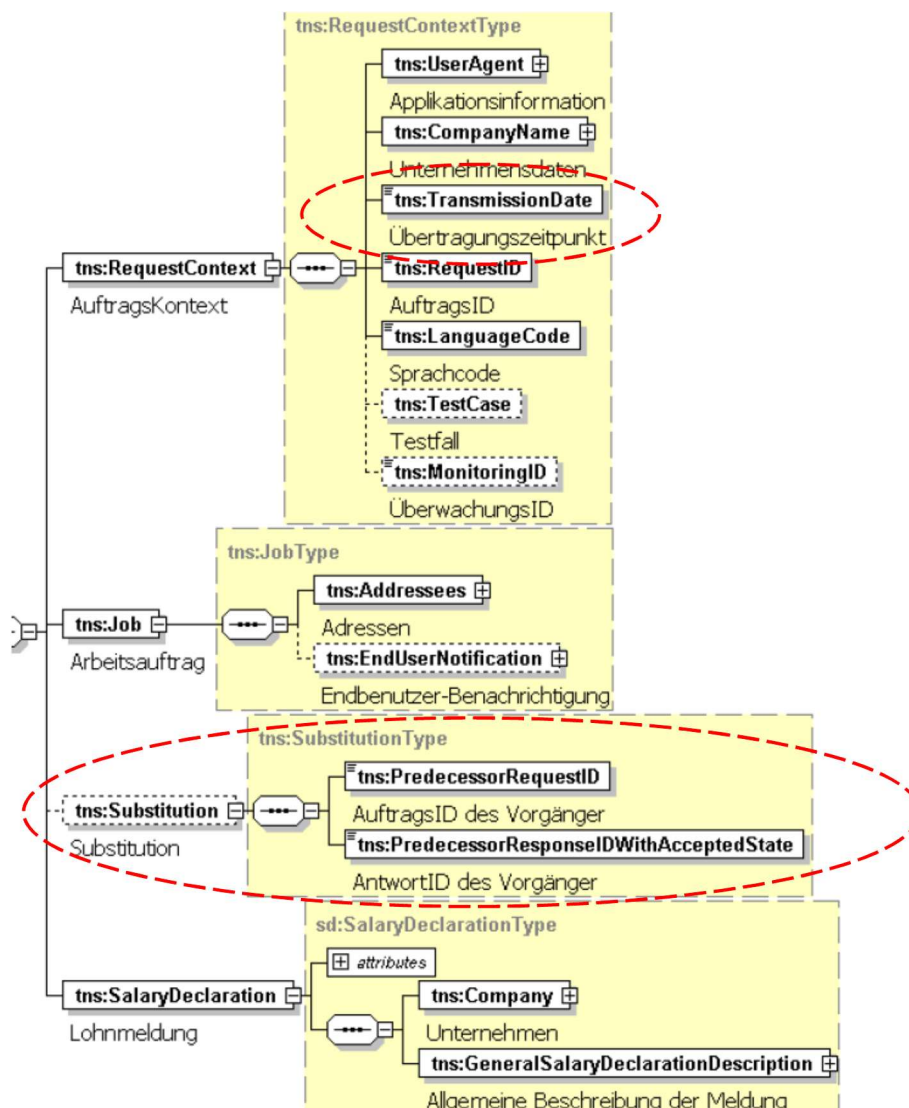 tns:RequestContextType
tns:UserAgent
Applikationsinformation
tns:CompanyName
Unternehmensdaten
tns:TransmissionDate
Übertragungszeitpunkt
tns:RequestContext
AuftragsKontext
tns:RequestID
AuftragsID
tns:LanguageCode
Sprachcode
tns:TestCase
Testfall
tns:MonitoringID
ÜberwachungsID
tns:JobType
tns:Addressees
Adressen
tns:Job
Arbeitsauftrag
tns:EndUserNotification
Endbenutzer-Benachrichtigung
tns:SubstitutionType
tns:PredecessorRequestID
AuftragsID des Vorgänger
tns:Substitution
Substitution
tns:PredecessorResponseIDWithAcceptedState
AntwortID des Vorgänger
sd:SalaryDeclarationType
attributes
tns:SalaryDeclaration
Lohnmeldung
tns:Company
Unternehmen
tns:GeneralSalaryDeclarationDescription
Allgemeine Beschreibung der Meldung